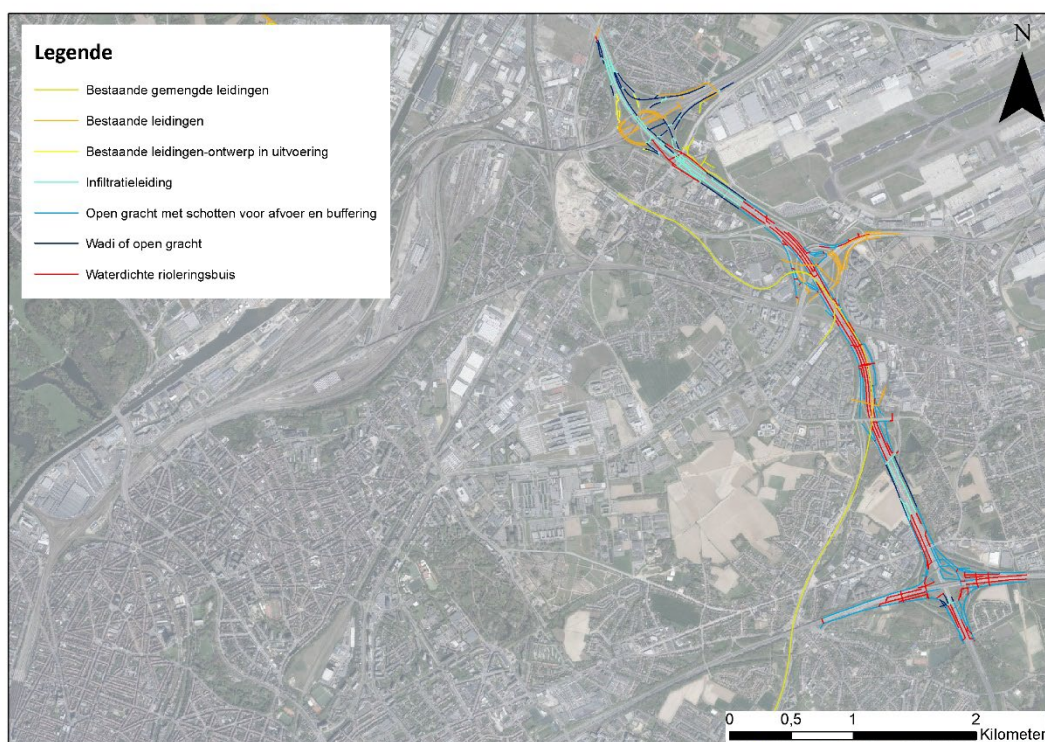 Legende
Bestaande gemengde leidingen
Bestaande leidingen
Bestaande leidingen-ontwerp in uitvoering
Infiltratieleiding
Open gracht met schotten voor afvoer en buffering
Wadi of open gracht
Waterdichte rioleringsbuis
N
0 0,5 1 2
Kilometer